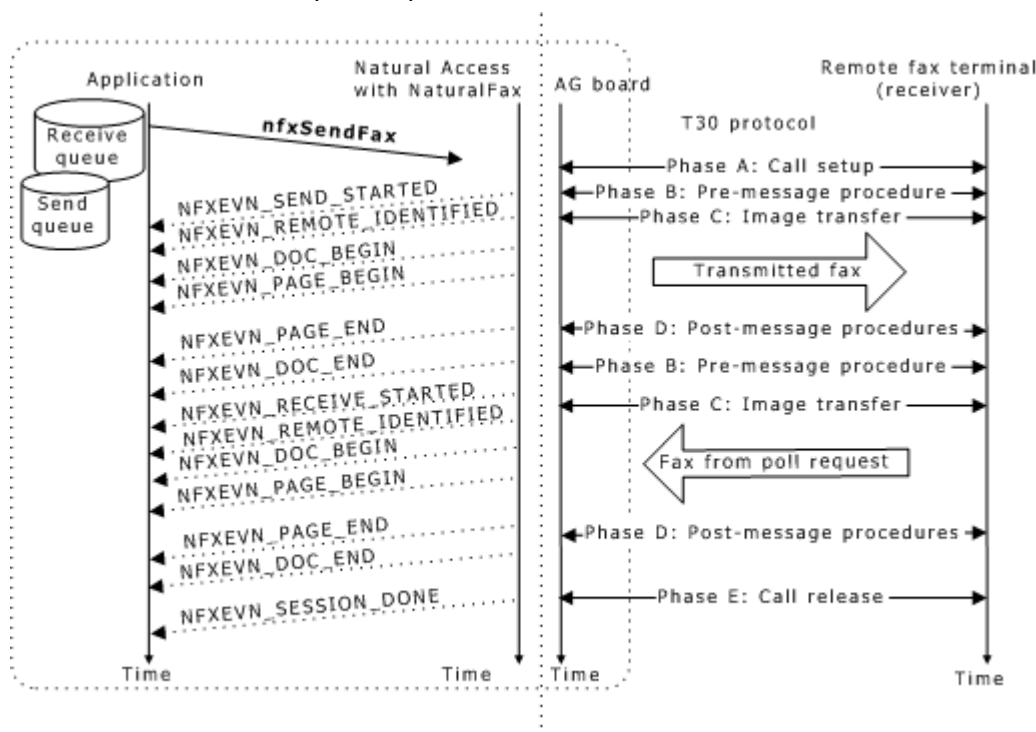 Application
Natural Access
with NaturalFax
AG board
Remote fax terminal
(receiver)
Receive
queue
Send
queue
nfxSendFax
T30 protocol
Phase A: Call setup
Phase B: Pre-message procedure
Phase C: Image transfer
Transmitted fax
NFXEVN_SEND_STARTED
NFXEVN_REMOTE_IDENTIFIED
NFXEVN_DOC_BEGIN
NFXEVN_PAGE_BEGIN
NFXEVN_PAGE_END
NFXEVN_DOC_END
Phase D: Post-message procedures
Phase B: Pre-message procedure
NFXEVN_RECEIVE_STARTED
NFXEVN_REMOTE_IDENTIFIED
NFXEVN_DOC_BEGIN
NFXEVN_PAGE_BEGIN
Phase C: Image transfer
Fax from poll request
NFXEVN_PAGE_END
NFXEVN_DOC_END
Phase D: Post-message procedures
NFXEVN_SESSION_DONE
Phase E: Call release
Time
Time
Time
Time